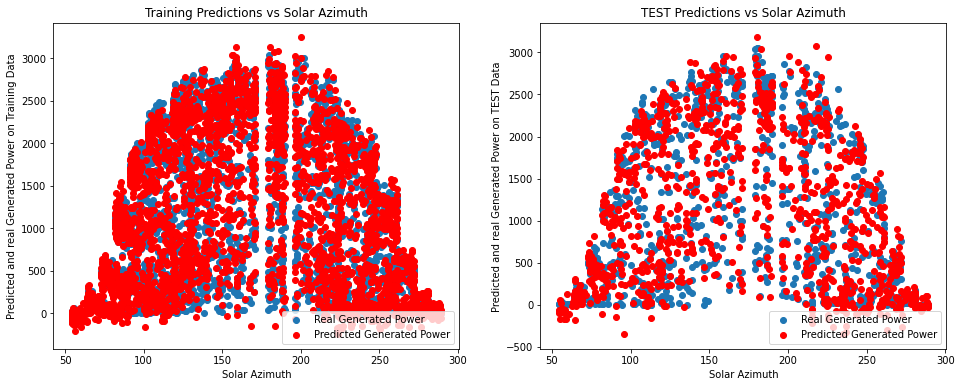 Training Predictions vs Solar Azimuth
Predicted and real Generated Power on Training Data
3000
2500
2000
1500
1000
500
0
50
100
150
200
250
300
Solar Azimuth
Real Generated Power
Predicted Generated Power
TEST Predictions vs Solar Azimuth
Predicted and real Generated Power on TEST Data
3000
2500
2000
1500
1000
500
0
−500
50
100
150
200
250
300
Solar Azimuth
Real Generated Power
Predicted Generated Power